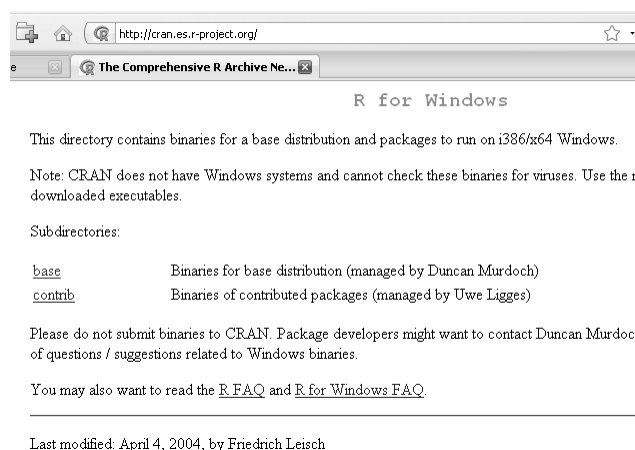 http://cran.es.r-project.org/
e
The Comprehensive R Archive Ne...
R for Windows
This directory contains binaries for a base distribution and packages to run on i386/x64 Windows.
Note: CRAN does not have Windows systems and cannot check these binaries for viruses. Use the
downloaded executables.
Subdirectories:
base Binaries for base distribution (managed by Duncan Murdoch)
contrib Binaries of contributed packages (managed by Uwe Ligges)
Please do not submit binaries to CRAN. Package developers might want to contact Duncan Murdoc
of questions / suggestions related to Windows binaries.
You may also want to read the R FAQ and R for Windows FAQ.
Last modified: April 4, 2004, by Friedrich Leisch